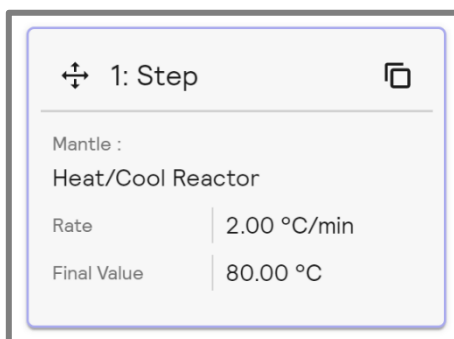 1: Step
Mantle :
Heat/Cool Reactor
Rate 2.00 °C/min
Final Value 80.00 °C